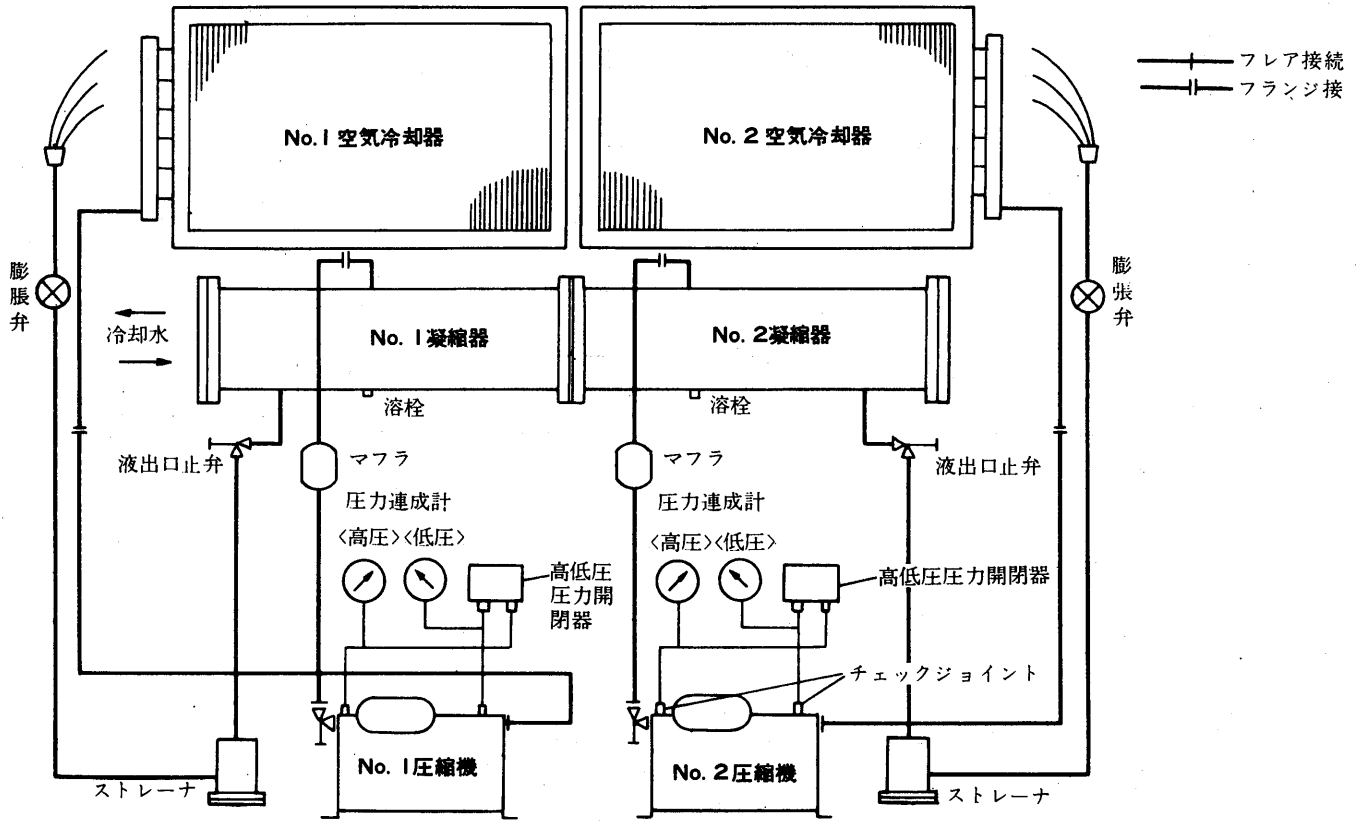 フレア接続
フランジ接
No. 1 空気冷却器
No. 2 空気冷却器
膨
脹
弁
膨
張
弁
冷却水
No. 1 凝縮器
No. 2 凝縮器
溶栓
溶栓
液出口止弁
マフラ
マフラ
液出口止弁
圧力連成計
圧力連成計
〈高圧〉〈低圧〉
〈高圧〉〈低圧〉
高低圧
圧力開
閉器
高低圧圧力開閉器
チェックジョイント
No. 1 圧縮機
No. 2 圧縮機
ストレーナ
ストレーナ